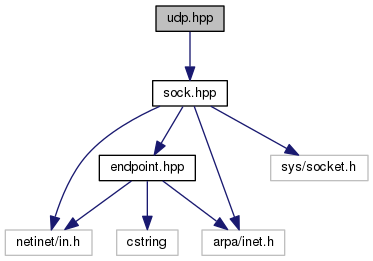 udp.hpp
sock.hpp
endpoint.hpp
sys/socket.h
netinet/in.h
cstring
arpa/inet.h